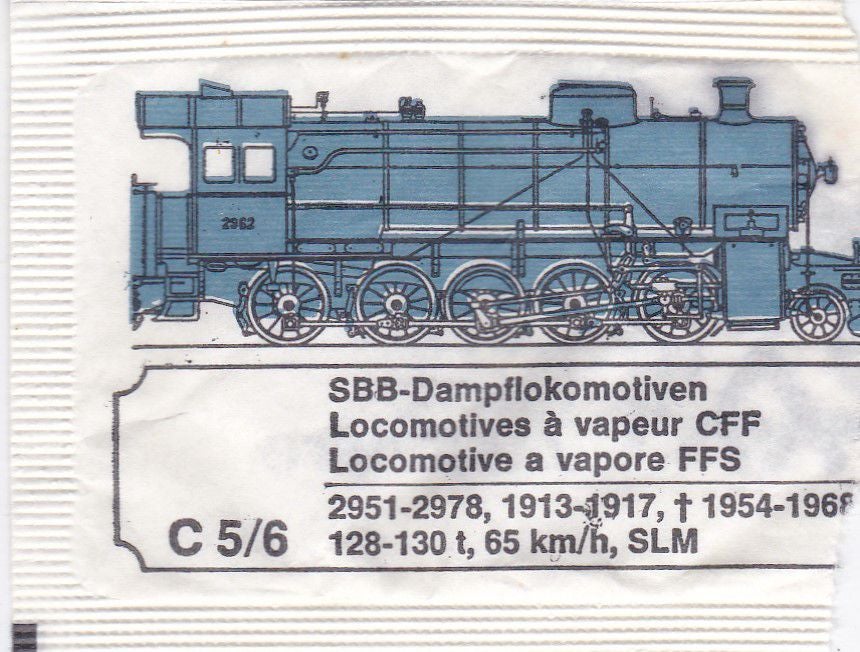 2962
SBB-Dampflokomotiven
Locomotives à vapeur CFF
Locomotive a vapore FFS
2951-2978, 1913-1917, † 1954-1968
C 5/6
128-130 t, 65 km/h, SLM